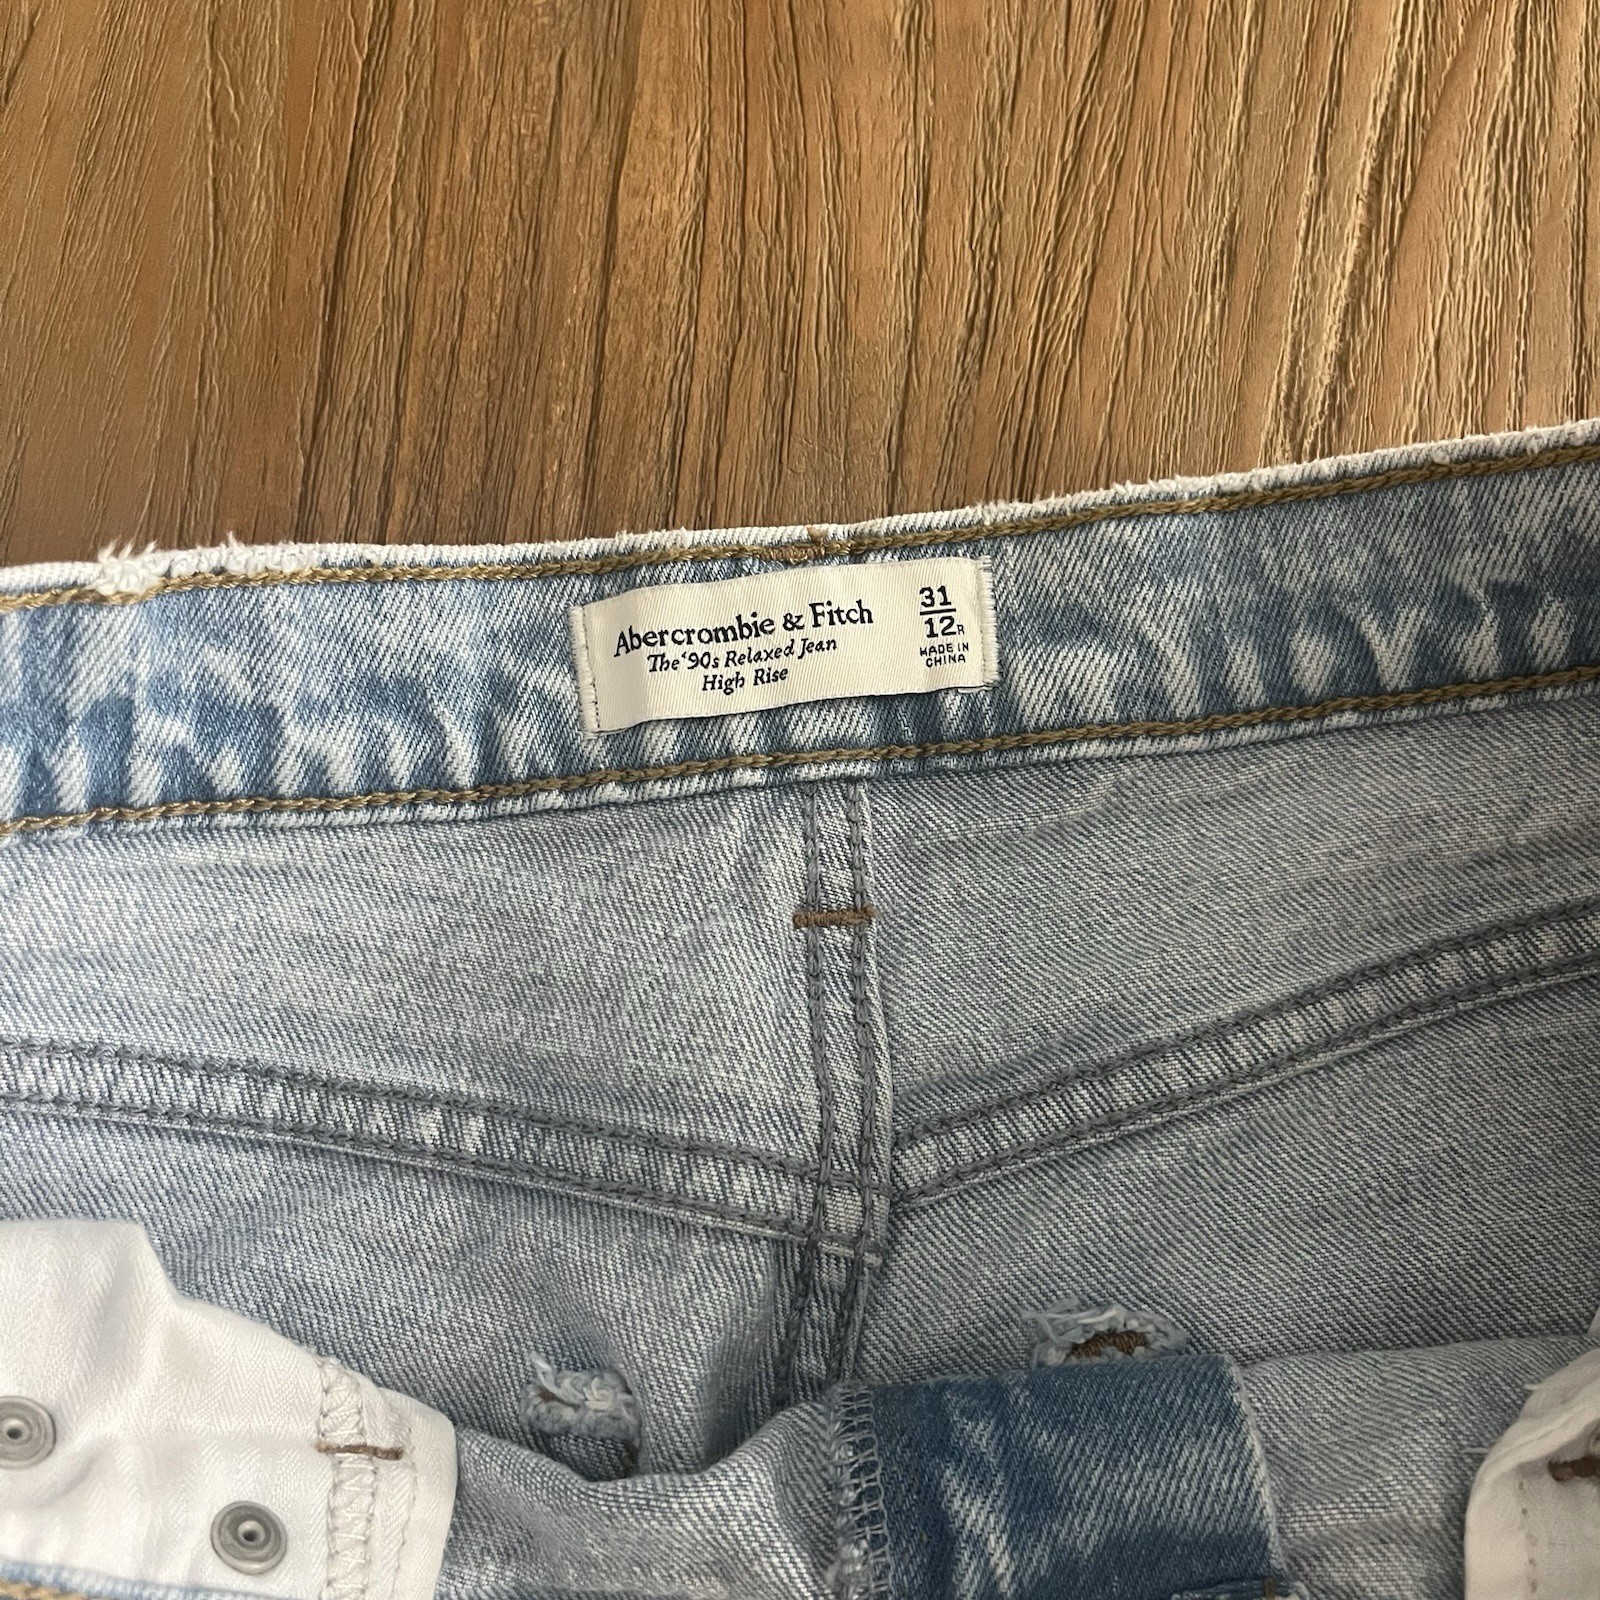 Abercrombie & Fitch
The '90s Relaxed Jean
High Rise
31
12R
MADE IN
CHINA